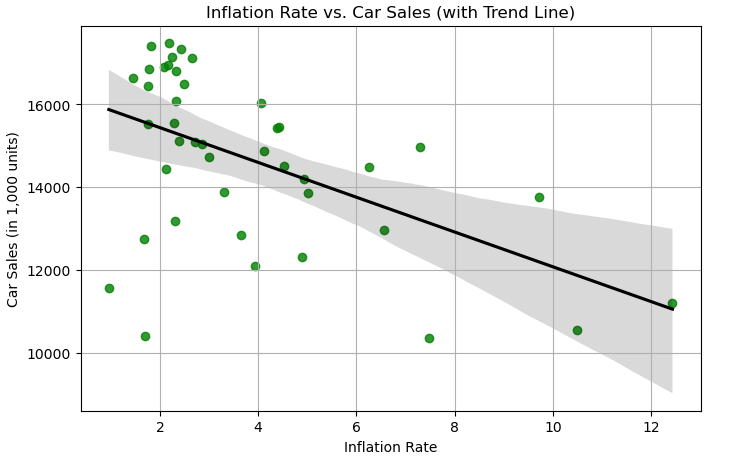 Inflation Rate vs. Car Sales (with Trend Line)
Car Sales (in 1,000 units)
16000
14000
12000
10000
2 4 6 8 10 12
Inflation Rate